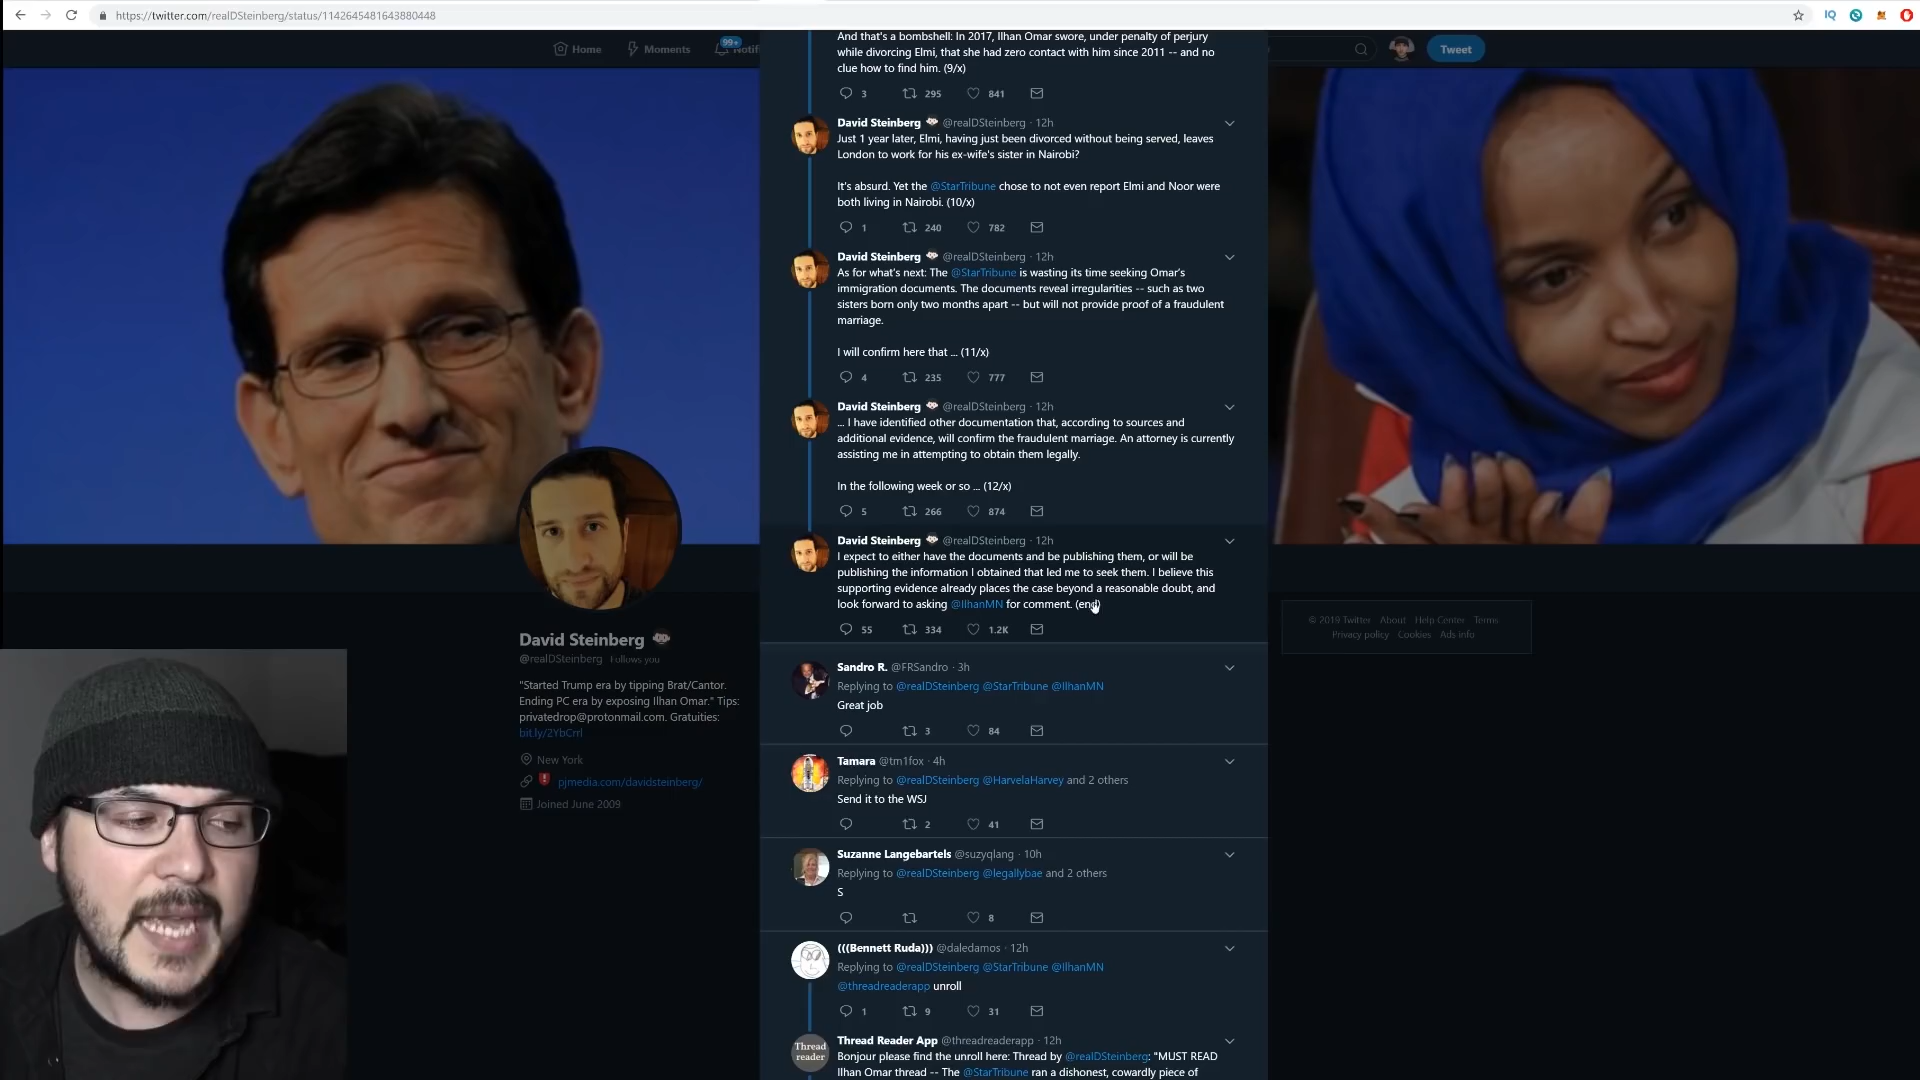 https://twitter.com/realDSteinberg/status/1142645481643880448
Home
Moments
99+
Notifi
Tweet
And that's a bombshell: In 2017, Ilhan Omar swore, under penalty of perjury
while divorcing Elmi, that she had zero contact with him since 2011 -- and no
clue how to find him. (9/x)
3 295 841
David Steinberg @realDSteinberg · 12h
Just 1 year later, Elmi, having just been divorced without being served, leaves
London to work for his ex-wife's sister in Nairobi?
It's absurd. Yet the @StarTribune chose to not even report Elmi and Noor were
both living in Nairobi. (10/x)
1 240 782
David Steinberg @realDSteinberg · 12h
As for what's next: The @StarTribune is wasting its time seeking Omar's
immigration documents. The documents reveal irregularities -- such as two
sisters born only two months apart -- but will not provide proof of a fraudulent
marriage.
I will confirm here that ... (11/x)
4 235 777
David Steinberg @realDSteinberg · 12h
... I have identified other documentation that, according to sources and
additional evidence, will confirm the fraudulent marriage. An attorney is currently
assisting me in attempting to obtain them legally.
In the following week or so ... (12/x)
5 266 874
David Steinberg @realDSteinberg · 12h
I expect to either have the documents and be publishing them, or will be
publishing the information I obtained that led me to seek them. I believe this
supporting evidence already places the case beyond a reasonable doubt, and
look forward to asking @IlhanMN for comment. (end)
55 334 1.2K
Sandro R. @FRSandro · 3h
Replying to @realDSteinberg @StarTribune @IlhanMN
Great job
3 84
Tamara @tm1fox · 4h
Replying to @realDSteinberg @HarvelaHarvey and 2 others
Send it to the WSJ
2 41
Suzanne Langebartels @suzyqlang · 10h
Replying to @realDSteinberg @legallybae and 2 others
S
8
(((Bennett Ruda))) @daledamos · 12h
Replying to @realDSteinberg @StarTribune @IlhanMN
@threadreaderapp unroll
1 9 31
Thread
reader
Thread Reader App @threadreaderapp · 12h
Bonjour please find the unroll here: Thread by @realDSteinberg: "MUST READ
Ilhan Omar thread -- The @StarTribune ran a dishonest, cowardly piece of
David Steinberg
@realDSteinberg Follows you
"Started Trump era by tipping Brat/Cantor.
Ending PC era by exposing Ilhan Omar." Tips:
privatedrop@protonmail.com. Gratuities:
bit.ly/2YbCrrl
New York
pjmedia.com/davidsteinberg/
Joined June 2009
© 2019 Twitter About Help Center Terms
Privacy policy Cookies Ads info